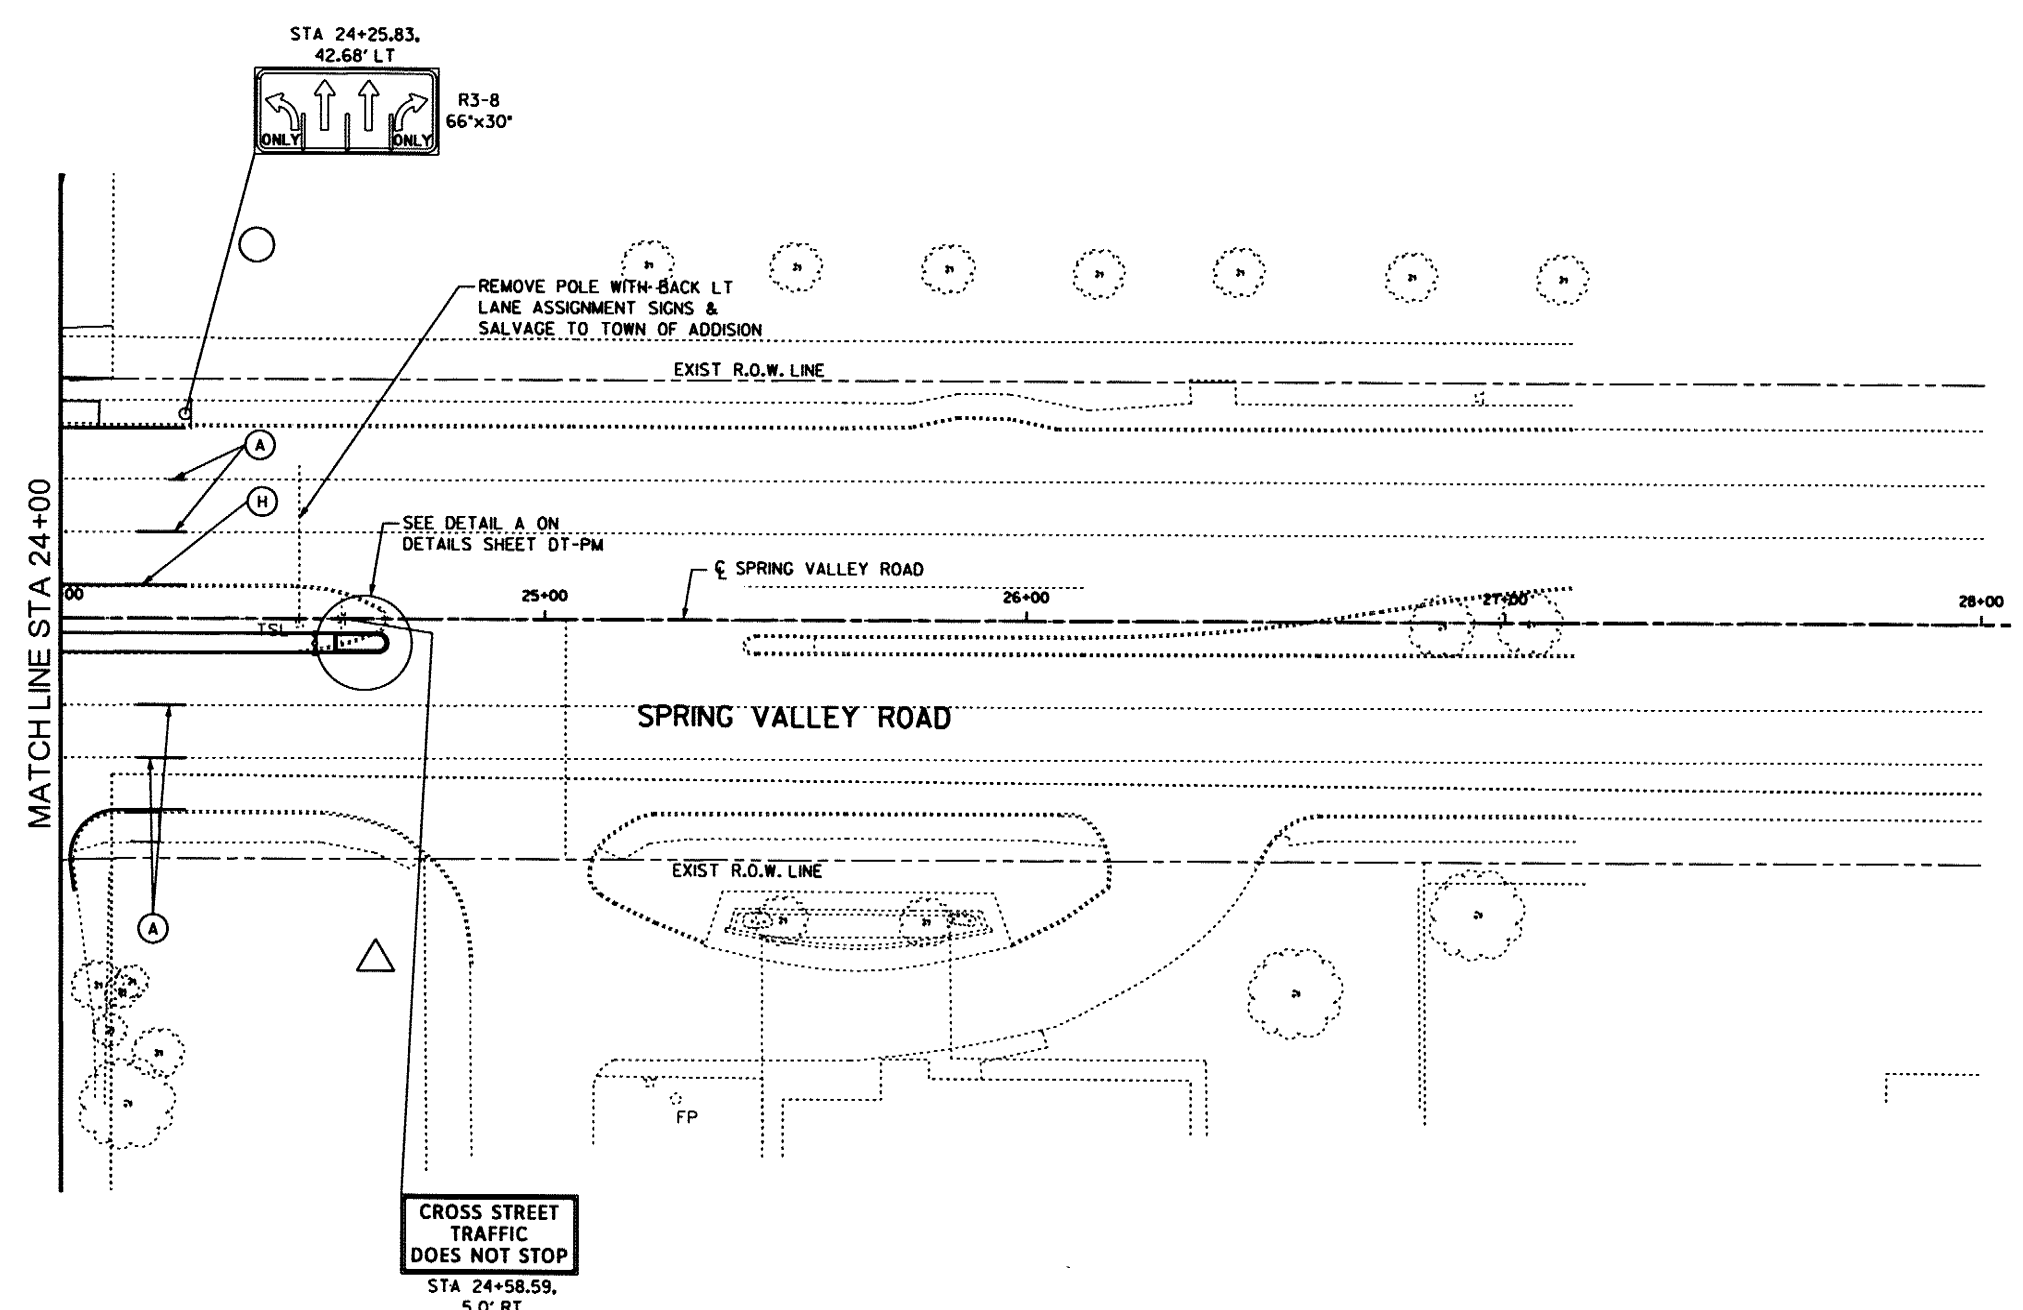 STA 24+25.83,
42.68' LT
ONLY ONLY
R3-8
66"x30"
REMOVE POLE WITH BACK LT
LANE ASSIGNMENT SIGNS &
SALVAGE TO TOWN OF ADDISION
EXIST R.O.W. LINE
A
H
SEE DETAIL A ON
DETAILS SHEET DT-PM
℄ SPRING VALLEY ROAD
MATCH LINE STA 24+00
00
25+00
26+00
27+00
28+00
TSL
SPRING VALLEY ROAD
EXIST R.O.W. LINE
A
FP
CROSS STREET
TRAFFIC
DOES NOT STOP
STA 24+58.59,
5.0' RT